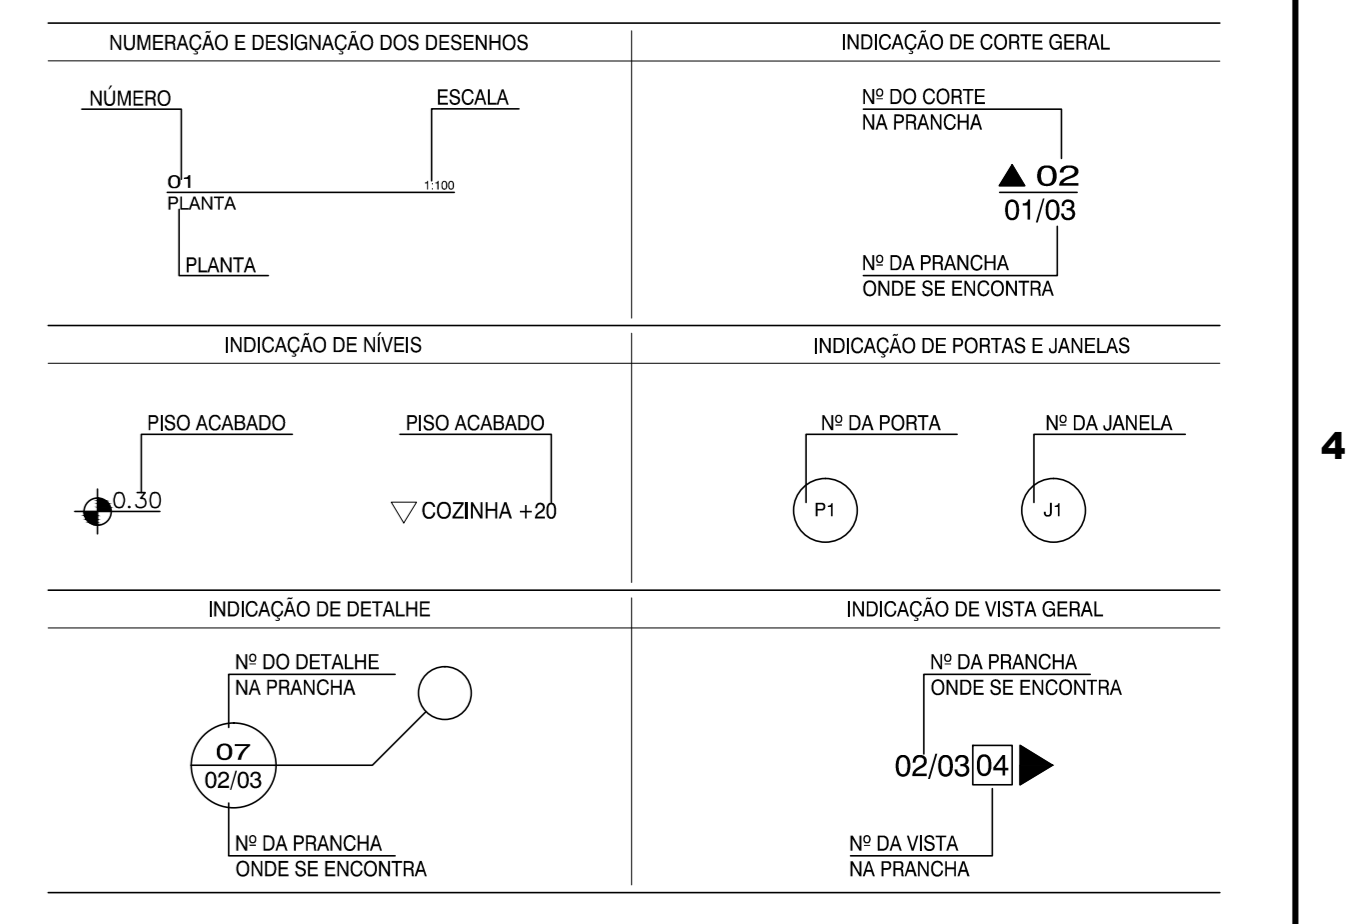 NUMERAÇÃO E DESIGNAÇÃO DOS DESENHOS
NÚMERO
ESCALA
01
1:100
PLANTA
PLANTA
INDICAÇÃO DE CORTE GERAL
Nº DO CORTE
NA PRANCHA
02
01/03
Nº DA PRANCHA
ONDE SE ENCONTRA
INDICAÇÃO DE NÍVEIS
PISO ACABADO
PISO ACABADO
0.30
COZINHA +20
INDICAÇÃO DE PORTAS E JANELAS
Nº DA PORTA
Nº DA JANELA
P1
J1
4
INDICAÇÃO DE DETALHE
Nº DO DETALHE
NA PRANCHA
07
02/03
Nº DA PRANCHA
ONDE SE ENCONTRA
INDICAÇÃO DE VISTA GERAL
Nº DA PRANCHA
ONDE SE ENCONTRA
02/03 04
Nº DA VISTA
NA PRANCHA